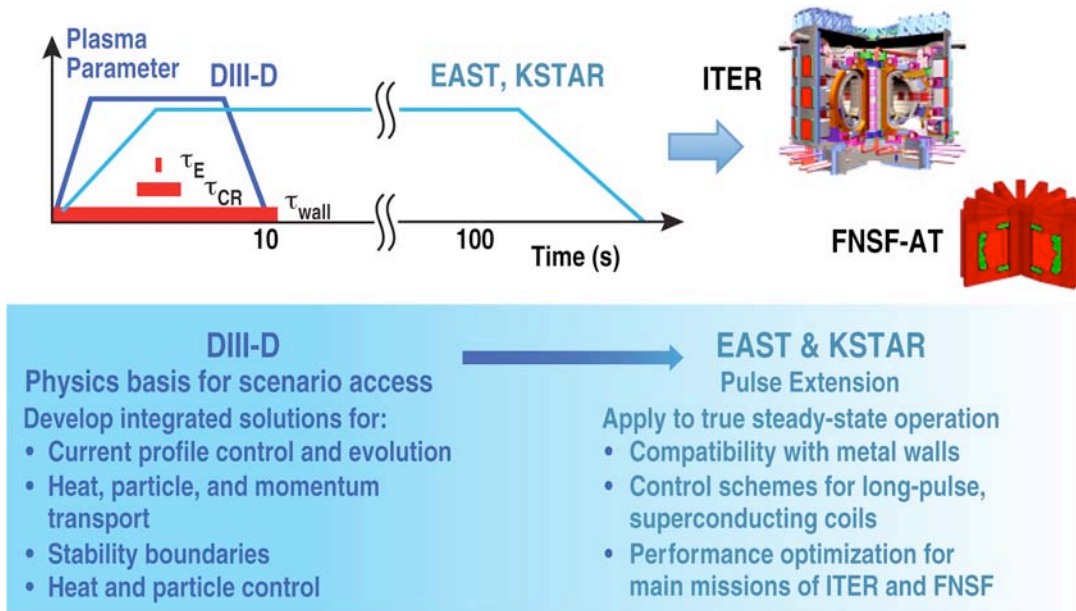 Plasma
Parameter
DIII-D
EAST, KSTAR
ITER
τE
τCR
τwall
10
100
Time (s)
FNSF-AT
DIII-D
Physics basis for scenario access
Develop integrated solutions for:
• Current profile control and evolution
• Heat, particle, and momentum
transport
• Stability boundaries
• Heat and particle control
EAST & KSTAR
Pulse Extension
Apply to true steady-state operation
• Compatibility with metal walls
• Control schemes for long-pulse,
superconducting coils
• Performance optimization for
main missions of ITER and FNSF